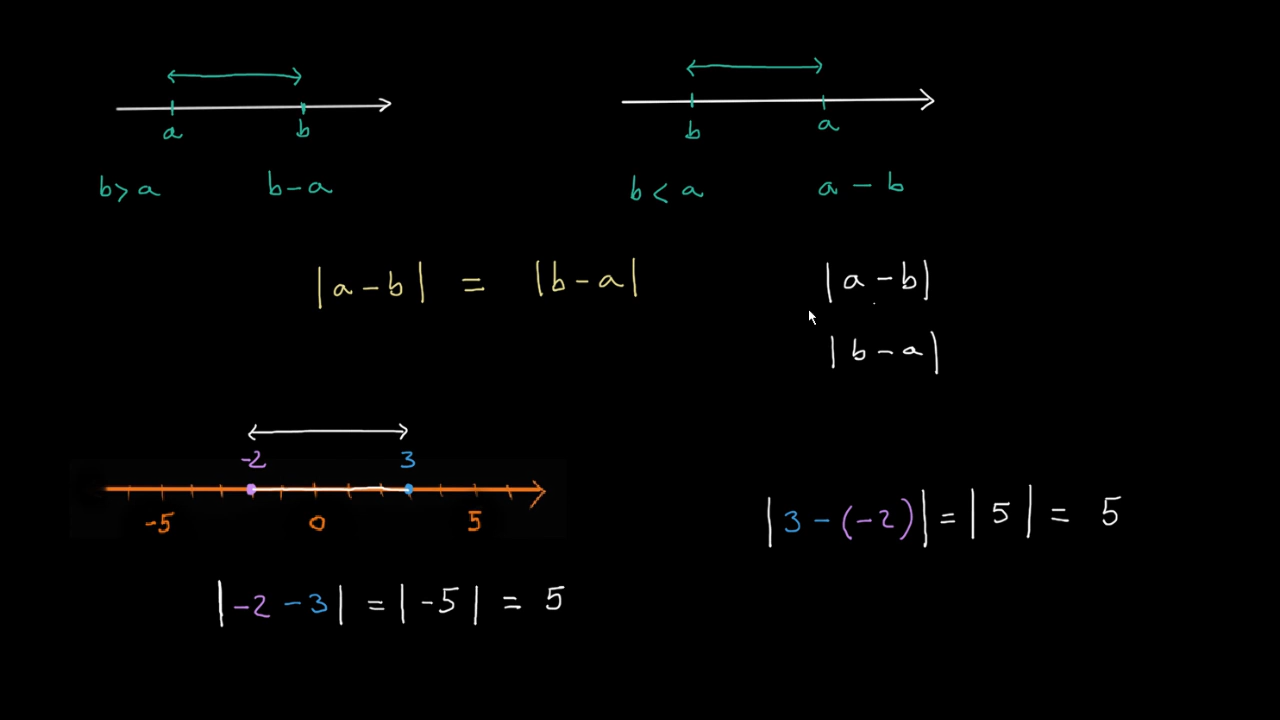 a b
b a
b > a b - a
b < a a - b
|a - b| = |b - a|
|a - b|
|b - a|
-2 3
-5 0 5
|3 - (-2)| = |5| = 5
|-2 - 3| = |-5| = 5